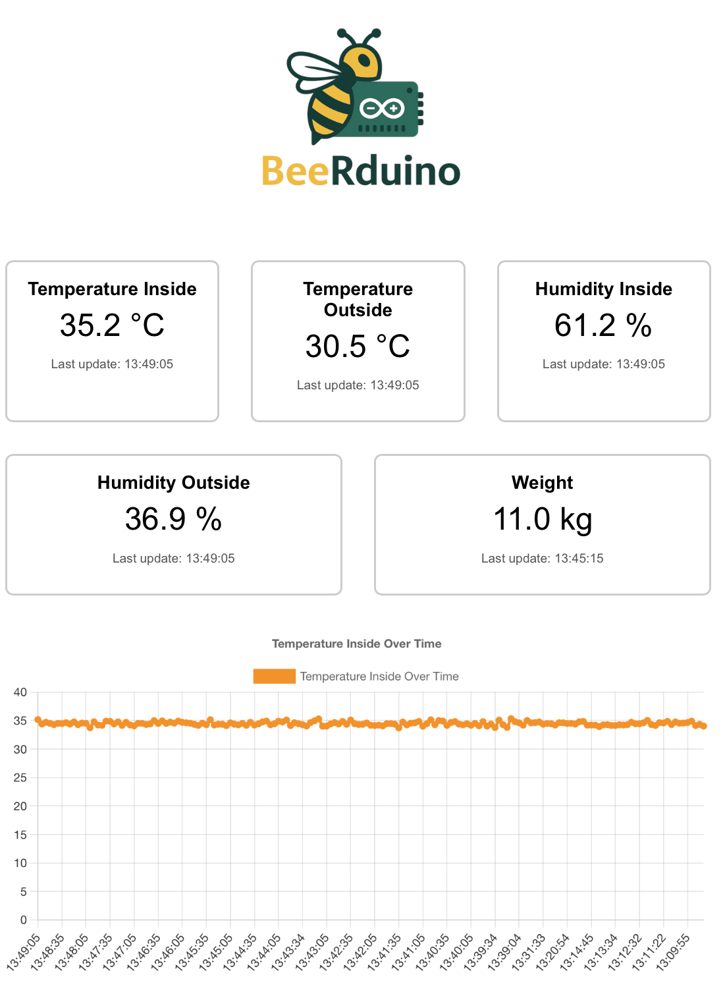 BeeRduino
Temperature Inside
35.2 °C
Last update: 13:49:05
Temperature
Outside
30.5 °C
Last update: 13:49:05
Humidity Inside
61.2 %
Last update: 13:49:05
Humidity Outside
36.9 %
Last update: 13:49:05
Weight
11.0 kg
Last update: 13:45:15
Temperature Inside Over Time
Temperature Inside Over Time
40
35
30
25
20
15
10
5
0
13:49:05
13:48:35
13:48:05
13:47:35
13:47:05
13:46:35
13:46:05
13:45:35
13:45:05
13:44:35
13:44:05
13:43:34
13:43:05
13:42:35
13:42:05
13:41:35
13:41:05
13:40:35
13:40:05
13:39:34
13:39:04
13:31:33
13:20:54
13:14:45
13:13:34
13:12:32
13:11:22
13:09:55